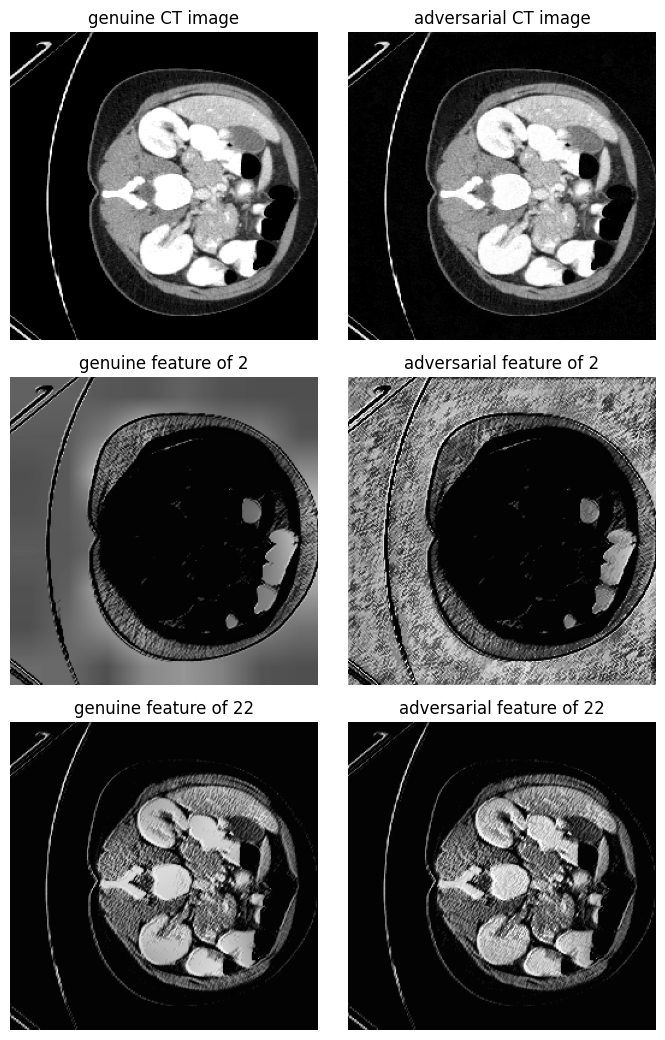 genuine CT image
adversarial CT image
genuine feature of 2
adversarial feature of 2
genuine feature of 22
adversarial feature of 22